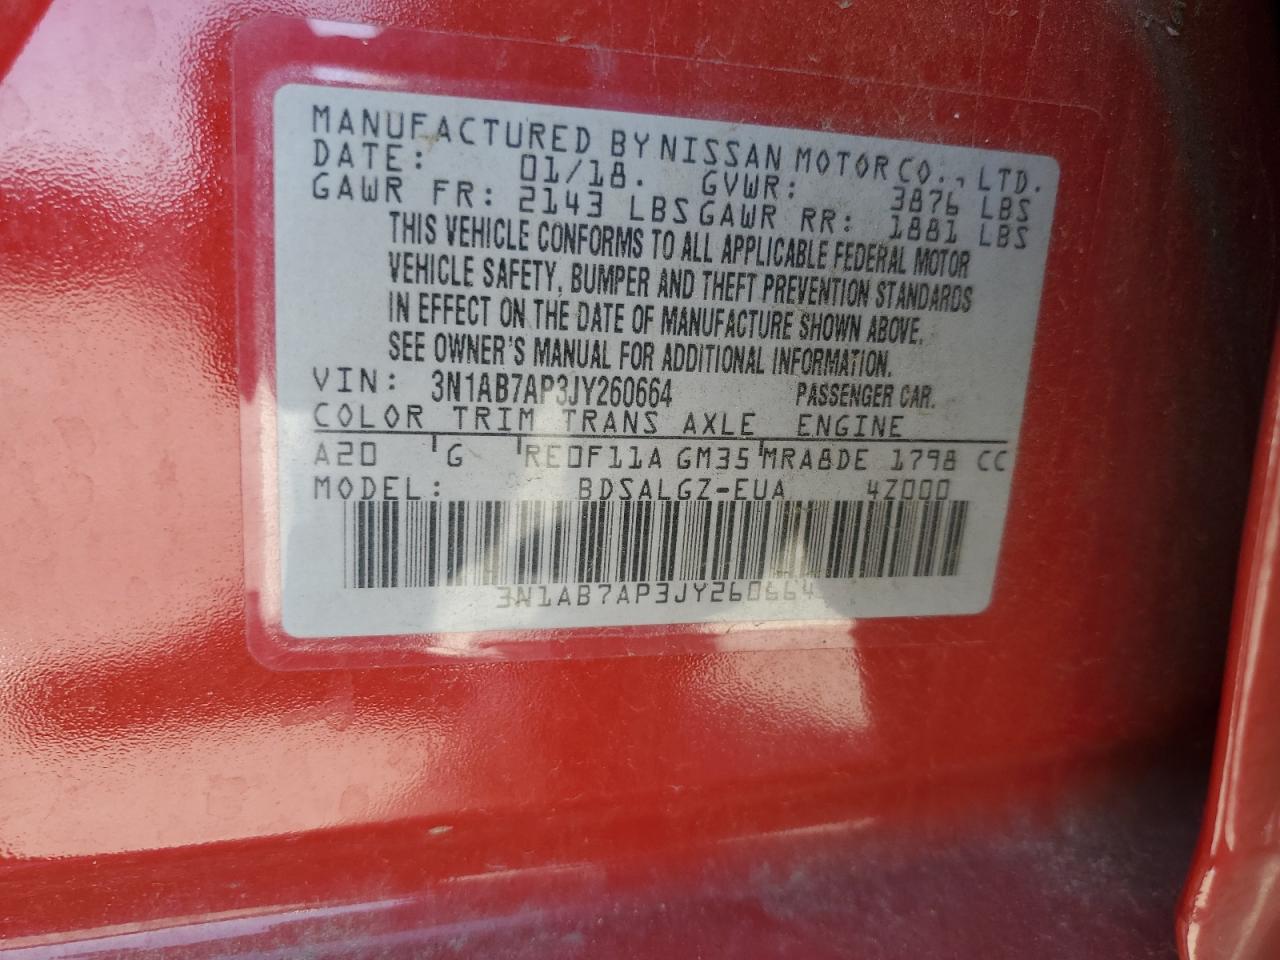 MANUFACTURED BY NISSAN MOTOR CO., LTD.
DATE: 01/18. GVWR: 3876 LBS
GAWR FR: 2143 LBS GAWR RR: 1881 LBS
THIS VEHICLE CONFORMS TO ALL APPLICABLE FEDERAL MOTOR
VEHICLE SAFETY, BUMPER AND THEFT PREVENTION STANDARDS
IN EFFECT ON THE DATE OF MANUFACTURE SHOWN ABOVE.
SEE OWNER'S MANUAL FOR ADDITIONAL INFORMATION.
VIN: 3N1AB7AP3JY260664 PASSENGER CAR.
COLOR TRIM TRANS AXLE ENGINE
A20 G RE0F11A GM35 MRA8DE 1798 CC
MODEL: BDSALGZ-EUA 4Z000
3N1AB7AP3JY260664